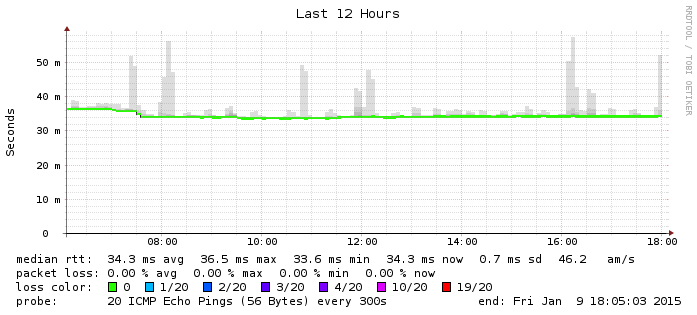 Last 12 Hours
RRDTOOL / TOBI OETIKER
Seconds
50 m
40 m
30 m
20 m
10 m
0
08:00 10:00 12:00 14:00 16:00 18:00
median rtt: 34.3 ms avg 36.5 ms max 33.6 ms min 34.3 ms now 0.7 ms sd 46.2 am/s
packet loss: 0.00 % avg 0.00 % max 0.00 % min 0.00 % now
loss color: 0 1/20 2/20 3/20 4/20 10/20 19/20
probe: 20 ICMP Echo Pings (56 Bytes) every 300s end: Fri Jan 9 18:05:03 2015